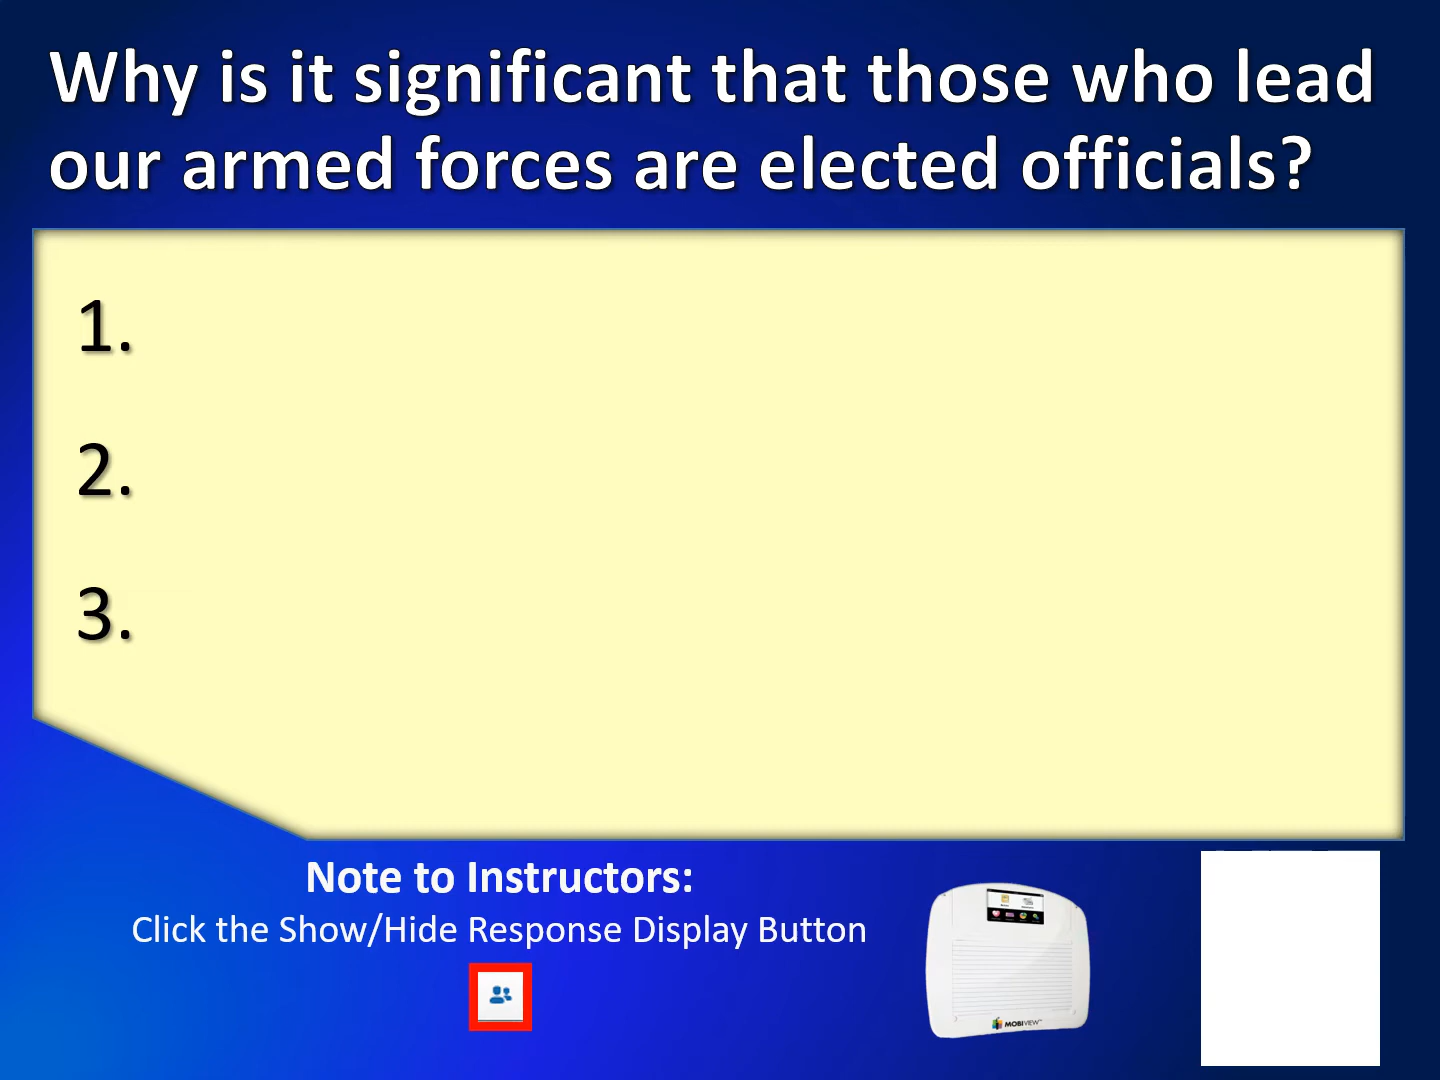 Why is it significant that those who lead
our armed forces are elected officials?
1.
2.
3.
Note to Instructors:
Click the Show/Hide Response Display Button
MOBIVIEW™